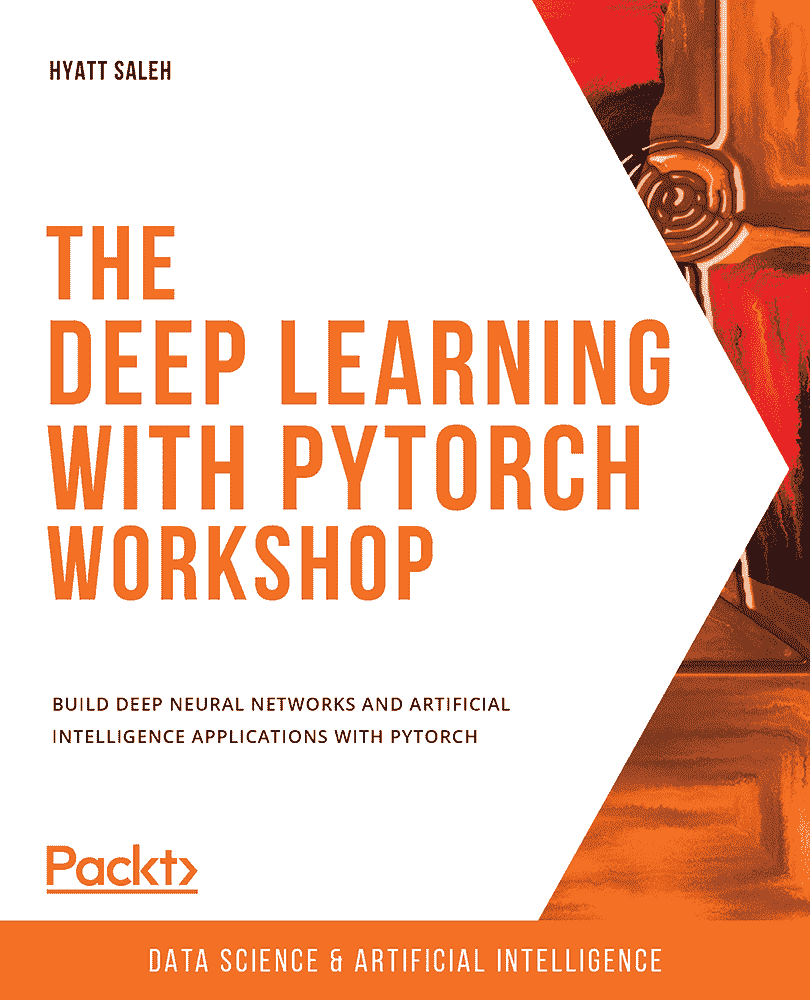 HYATT SALEH
THE
DEEP LEARNING
WITH PYTORCH
WORKSHOP
BUILD DEEP NEURAL NETWORKS AND ARTIFICIAL
INTELLIGENCE APPLICATIONS WITH PYTORCH
Packt>
DATA SCIENCE & ARTIFICIAL INTELLIGENCE